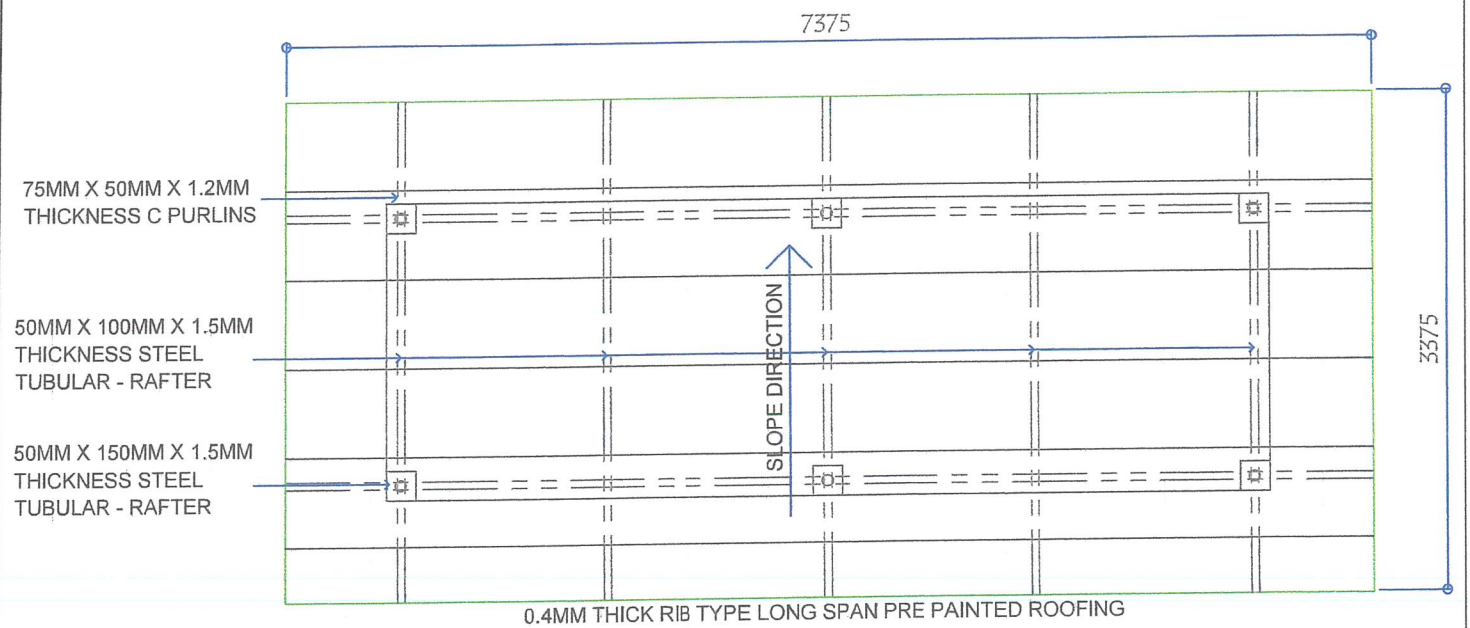 7375
75MM X 50MM X 1.2MM
THICKNESS C PURLINS
50MM X 100MM X 1.5MM
THICKNESS STEEL
TUBULAR - RAFTER
50MM X 150MM X 1.5MM
THICKNESS STEEL
TUBULAR - RAFTER
SLOPE DIRECTION
3375
0.4MM THICK RIB TYPE LONG SPAN PRE PAINTED ROOFING